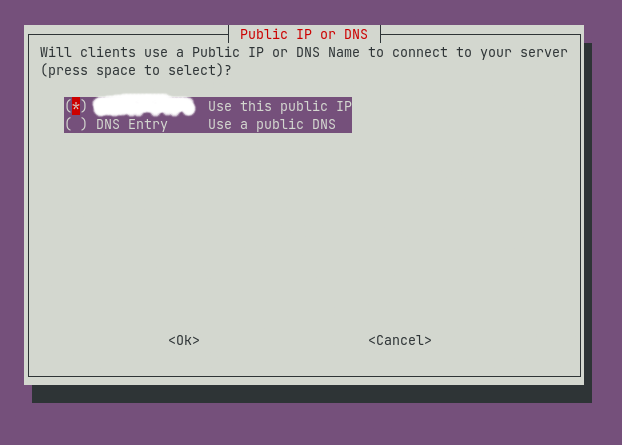 Public IP or DNS
Will clients use a Public IP or DNS Name to connect to your server
(press space to select)?
(*) Use this public IP
( ) DNS Entry Use a public DNS
<Ok> <Cancel>